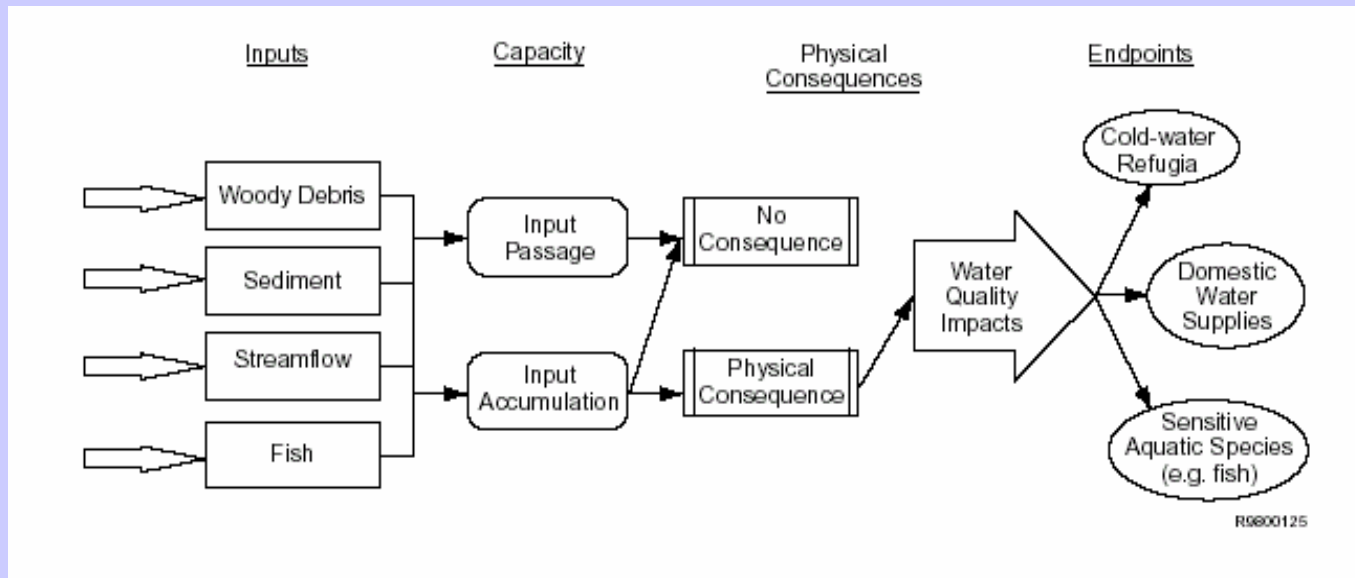 Inputs
Capacity
Physical
Consequences
Endpoints
Woody Debris
Sediment
Streamflow
Fish
Input
Passage
Input
Accumulation
No
Consequence
Physical
Consequence
Water
Quality
Impacts
Cold-water
Refugia
Domestic
Water
Supplies
Sensitive
Aquatic Species
(e.g. fish)
R9800125